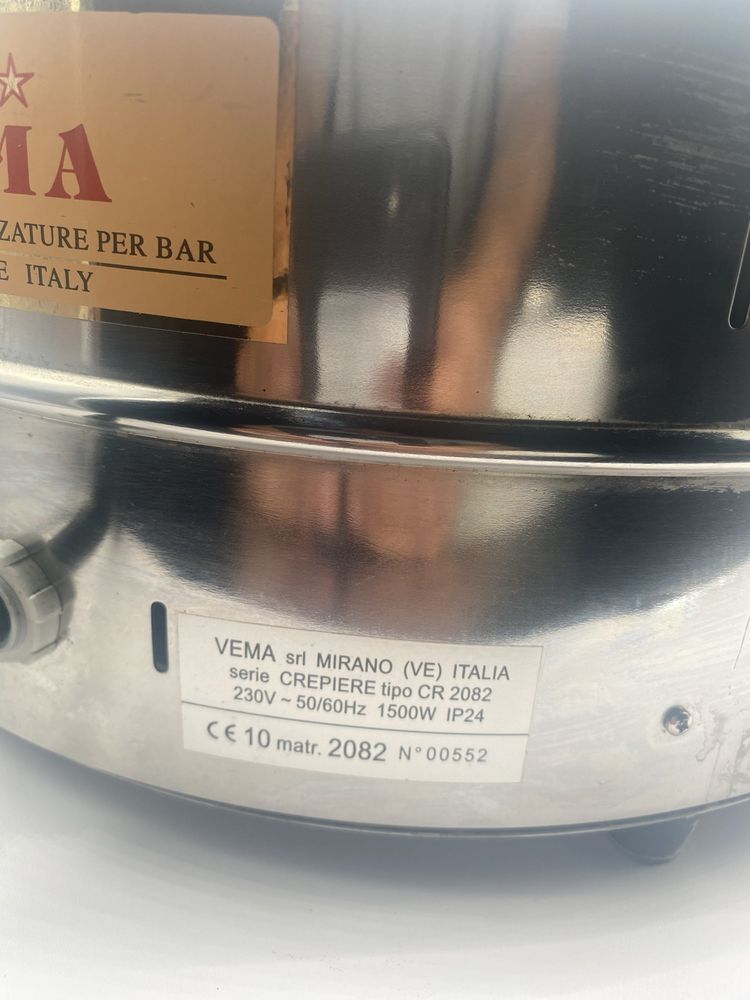 MA
ZATURE PER BAR
E ITALY
VEMA srl MIRANO (VE) ITALIA
serie CREPIERE tipo CR 2082
230V ~ 50/60Hz 1500W IP24
CE 10 matr. 2082 N°00552